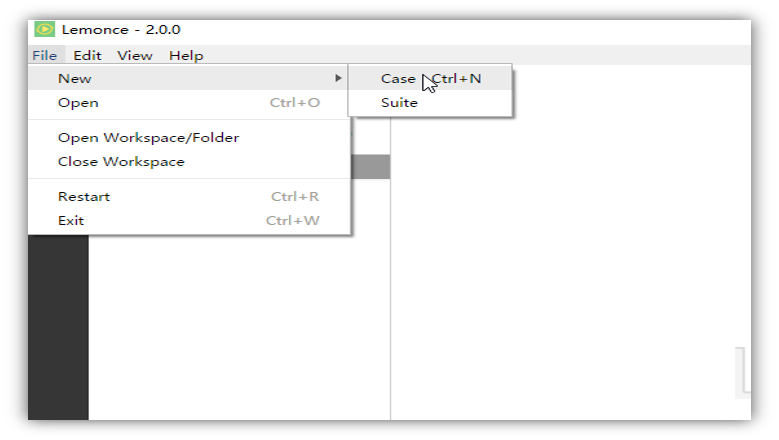 Lemonce - 2.0.0
File Edit View Help
New
Case Ctrl+N
Open Ctrl+O
Suite
Open Workspace/Folder
Close Workspace
Restart Ctrl+R
Exit Ctrl+W